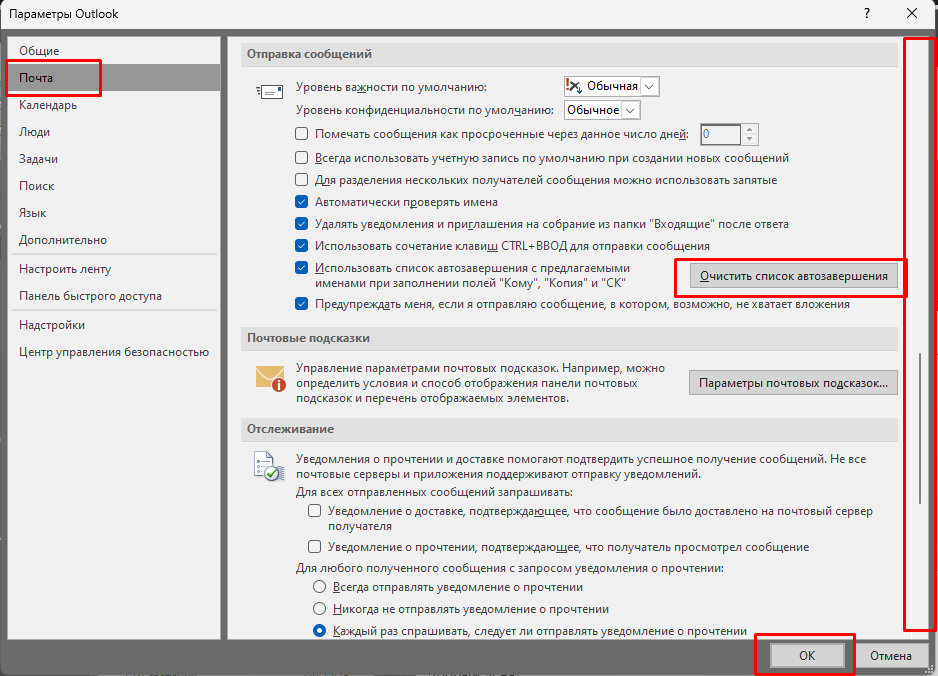 Параметры Outlook
?
Общие
Почта
Календарь
Люди
Задачи
Поиск
Язык
Дополнительно
Настроить ленту
Панель быстрого доступа
Надстройки
Центр управления безопасностью
Отправка сообщений
Уровень важности по умолчанию:
Обычная
Уровень конфиденциальности по умолчанию:
Обычное
Помечать сообщения как просроченные через данное число дней:
0
Всегда использовать учетную запись по умолчанию при создании новых сообщений
Для разделения нескольких получателей сообщения можно использовать запятые
Автоматически проверять имена
Удалять уведомления и приглашения на собрание из папки "Входящие" после ответа
Использовать сочетание клавиш CTRL+ВВОД для отправки сообщения
Использовать список автозавершения с предлагаемыми
именами при заполнении полей "Кому", "Копия" и "СК"
Очистить список автозавершения
Предупреждать меня, если я отправляю сообщение, в котором, возможно, не хватает вложения
Почтовые подсказки
Управление параметрами почтовых подсказок. Например, можно
определить условия и способ отображения панели почтовых
подсказок и перечень отображаемых элементов.
Параметры почтовых подсказок...
Отслеживание
Уведомления о прочтении и доставке помогают подтвердить успешное получение сообщений. Не все
почтовые серверы и приложения поддерживают отправку уведомлений.
Для всех отправленных сообщений запрашивать:
Уведомление о доставке, подтверждающее, что сообщение было доставлено на почтовый сервер
получателя
Уведомление о прочтении, подтверждающее, что получатель просмотрел сообщение
Для любого полученного сообщения с запросом уведомления о прочтении:
Всегда отправлять уведомление о прочтении
Никогда не отправлять уведомление о прочтении
Каждый раз спрашивать, следует ли отправлять уведомление о прочтении
ОК
Отмена